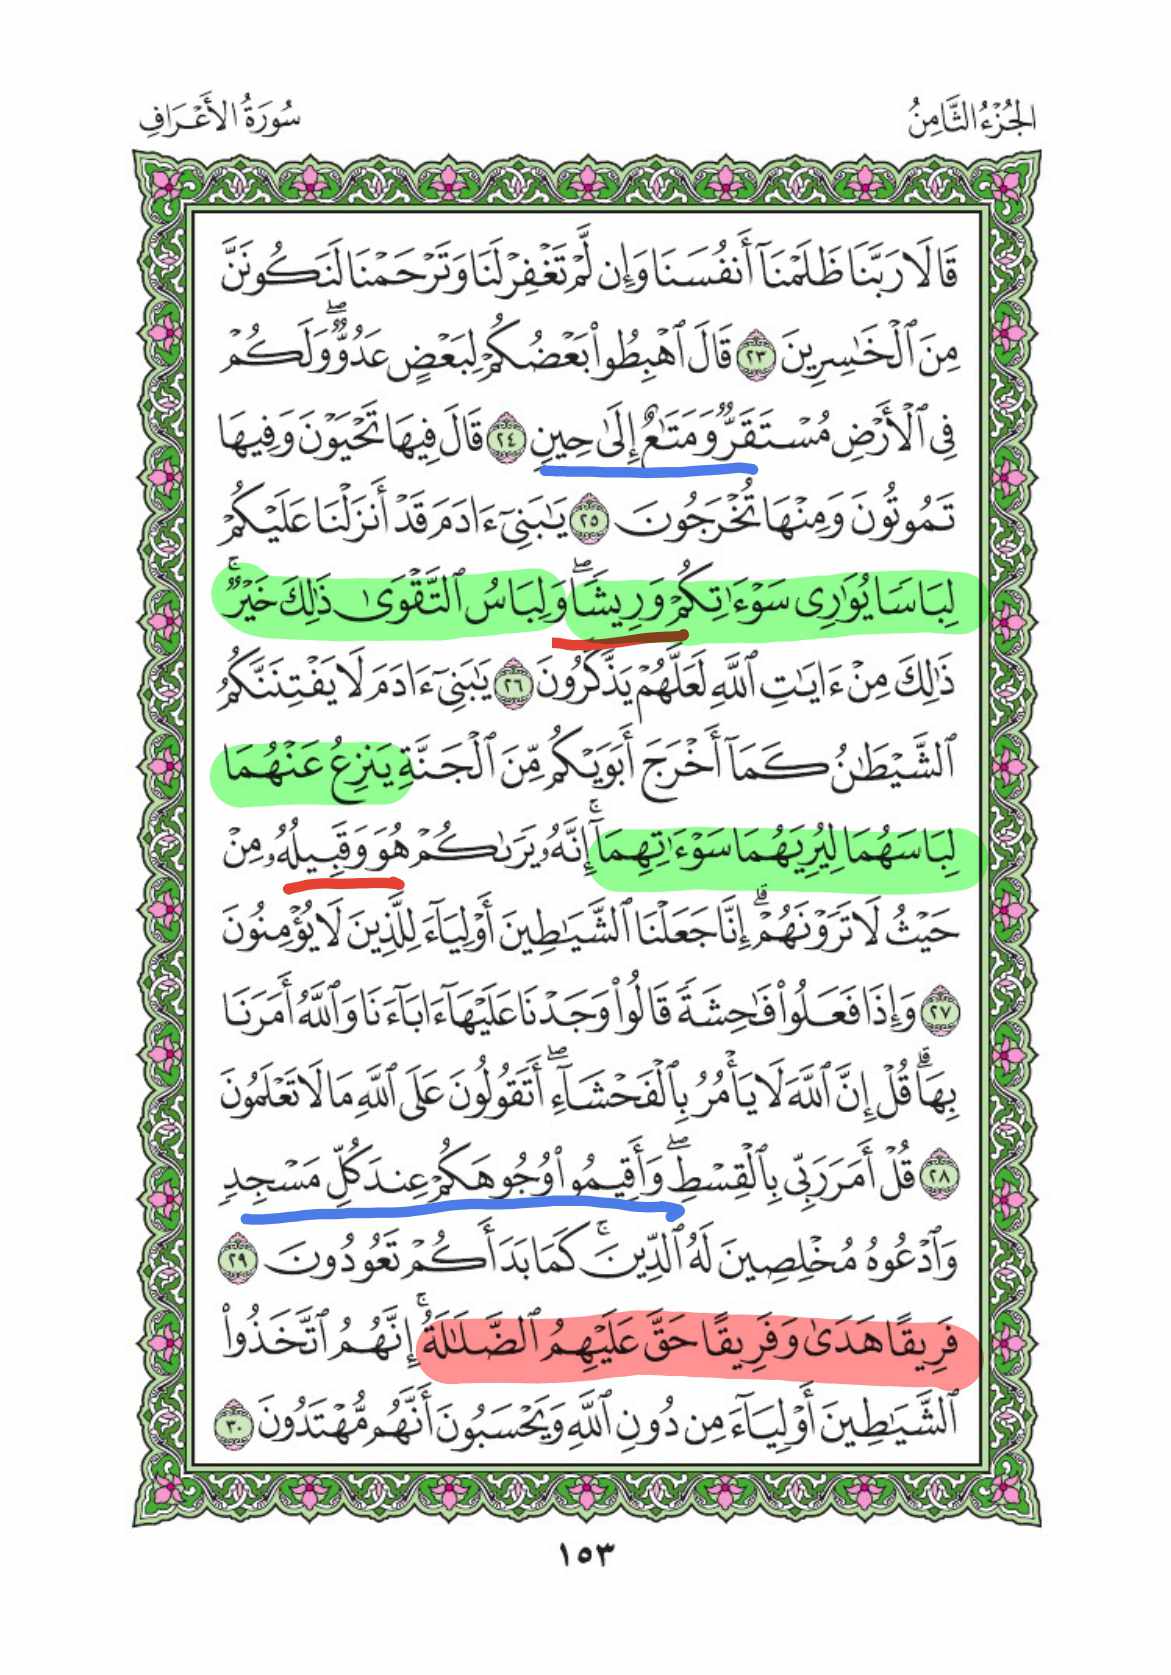 الجُزْءُ الثَّامِنُ
سُورَةُ الأَعْرَافِ
قَالَا رَبَّنَا ظَلَمْنَآ أَنفُسَنَا وَإِن لَّمْ تَغْفِرْ لَنَا وَتَرْحَمْنَا لَنَكُونَنَّ
مِنَ ٱلْخَٰسِرِينَ ٢٣ قَالَ ٱهْبِطُوا۟ بَعْضُكُمْ لِبَعْضٍ عَدُوٌّ ۖ وَلَكُمْ
فِى ٱلْأَرْضِ مُسْتَقَرٌّ وَمَتَٰعٌ إِلَىٰ حِينٍ ٢٤ قَالَ فِيهَا تَحْيَوْنَ وَفِيهَا
تَمُوتُونَ وَمِنْهَا تُخْرَجُونَ ٢٥ يَٰبَنِىٓ ءَادَمَ قَدْ أَنزَلْنَا عَلَيْكُمْ
لِبَاسًا يُوَٰرِى سَوْءَٰتِكُمْ وَرِيشًا ۖ وَلِبَاسُ ٱلتَّقْوَىٰ ذَٰلِكَ خَيْرٌ ۚ
ذَٰلِكَ مِنْ ءَايَٰتِ ٱللَّهِ لَعَلَّهُمْ يَذَّكَّرُونَ ٢٦ يَٰبَنِىٓ ءَادَمَ لَا يَفْتِنَنَّكُمُ
ٱلشَّيْطَٰنُ كَمَآ أَخْرَجَ أَبَوَيْكُم مِّنَ ٱلْجَنَّةِ يَنزِعُ عَنْهُمَا
لِبَاسَهُمَا لِيُرِيَهُمَا سَوْءَٰتِهِمَآ ۚ إِنَّهُۥ يَرَىٰكُمْ هُوَ وَقَبِيلُهُۥ مِنْ
حَيْثُ لَا تَرَوْنَهُمْ ۗ إِنَّا جَعَلْنَا ٱلشَّيَٰطِينَ أَوْلِيَآءَ لِلَّذِينَ لَا يُؤْمِنُونَ
٢٧ وَإِذَا فَعَلُوا۟ فَٰحِشَةً قَالُوا۟ وَجَدْنَا عَلَيْهَآ ءَابَآءَنَا وَٱللَّهُ أَمَرَنَا
بِهَا ۗ قُلْ إِنَّ ٱللَّهَ لَا يَأْمُرُ بِٱلْفَحْشَآءِ ۖ أَتَقُولُونَ عَلَى ٱللَّهِ مَا لَا تَعْلَمُونَ
٢٨ قُلْ أَمَرَ رَبِّى بِٱلْقِسْطِ ۖ وَأَقِيمُوا۟ وُجُوهَكُمْ عِندَ كُلِّ مَسْجِدٍ
وَٱدْعُوهُ مُخْلِصِينَ لَهُ ٱلدِّينَ ۚ كَمَا بَدَأَكُمْ تَعُودُونَ ٢٩
فَرِيقًا هَدَىٰ وَفَرِيقًا حَقَّ عَلَيْهِمُ ٱلضَّلَٰلَةُ ۚ إِنَّهُمُ ٱتَّخَذُوا۟
ٱلشَّيَٰطِينَ أَوْلِيَآءَ مِن دُونِ ٱللَّهِ وَيَحْسَبُونَ أَنَّهُم مُّهْتَدُونَ ٣٠
١٥٣